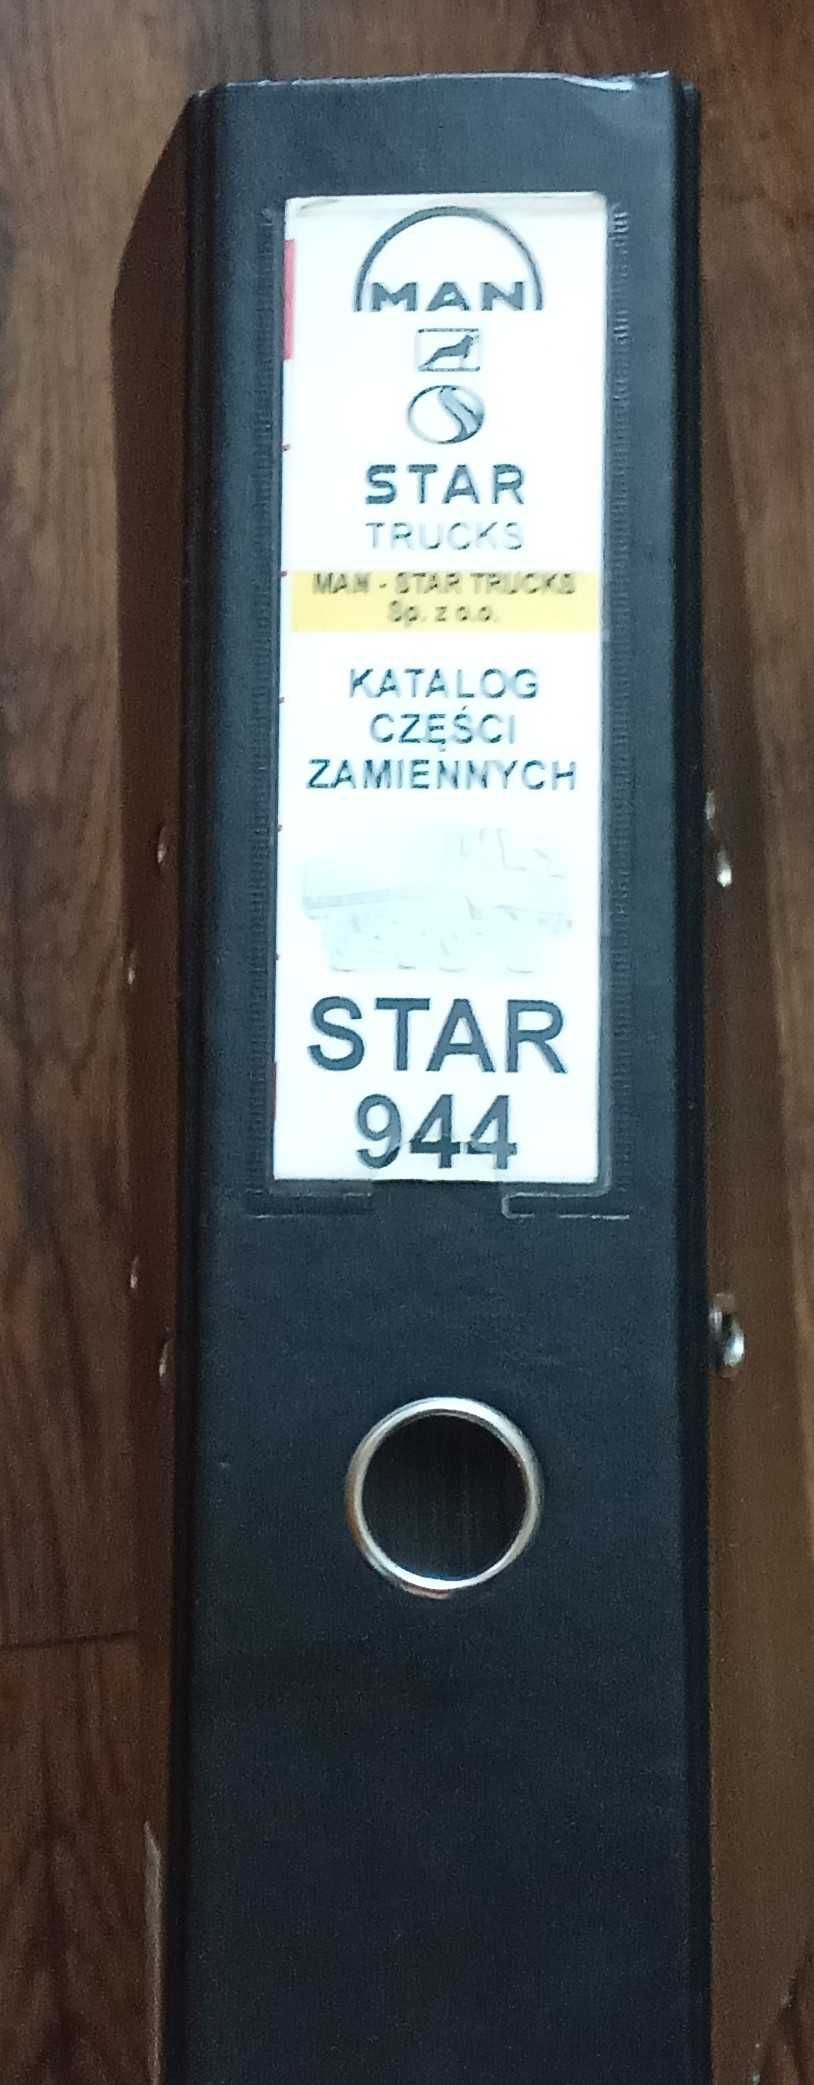 MAN
STAR
TRUCKS
MAN - STAR TRUCKS
Sp. z o.o.
KATALOG
CZĘŚCI
ZAMIENNYCH
STAR
944